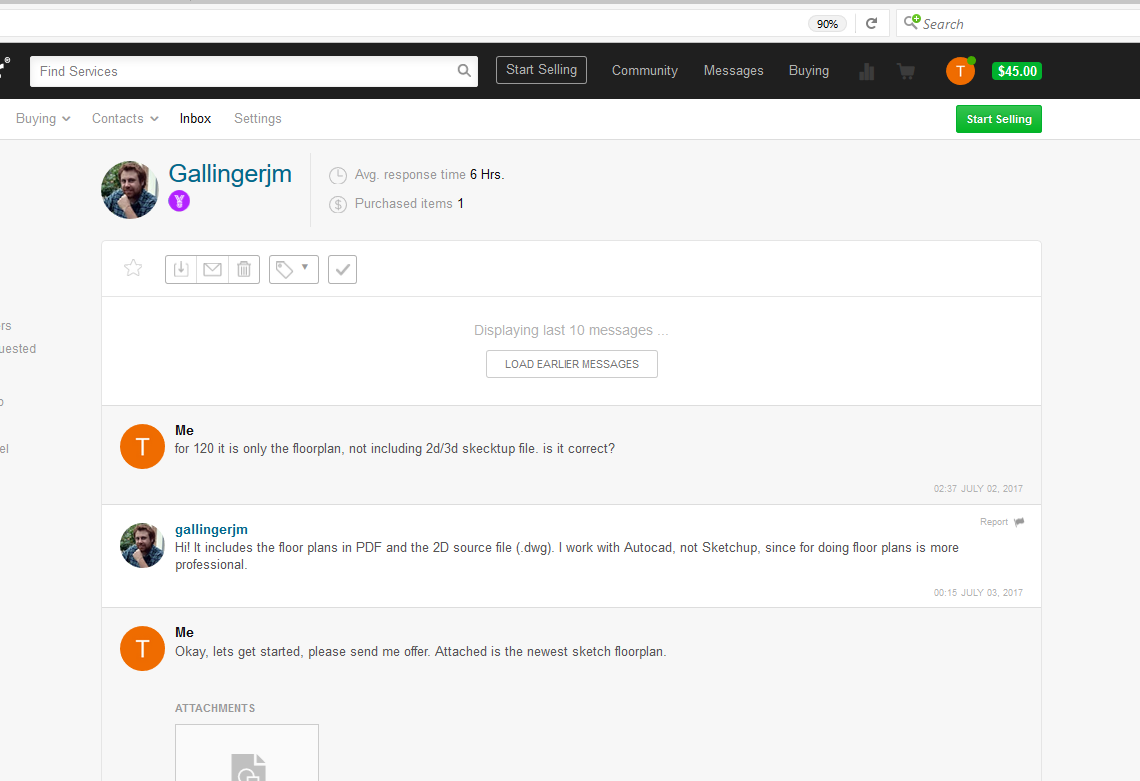 90%
Search
Find Services
Start Selling
Community
Messages
Buying
T
$45.00
Buying
Contacts
Inbox
Settings
Start Selling
Gallingerjm
Avg. response time 6 Hrs.
Purchased items 1
Displaying last 10 messages ...
LOAD EARLIER MESSAGES
T
Me
for 120 it is only the floorplan, not including 2d/3d skecktup file. is it correct?
02:37 JULY 02, 2017
gallingerjm
Report
Hi! It includes the floor plans in PDF and the 2D source file (.dwg). I work with Autocad, not Sketchup, since for doing floor plans is more
professional.
00:15 JULY 03, 2017
T
Me
Okay, lets get started, please send me offer. Attached is the newest sketch floorplan.
ATTACHMENTS